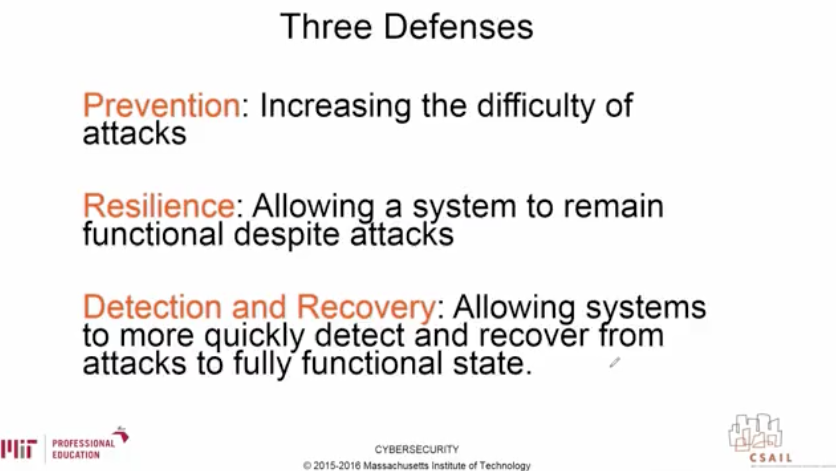 Three Defenses
Prevention: Increasing the difficulty of
attacks
Resilience: Allowing a system to remain
functional despite attacks
Detection and Recovery: Allowing systems
to more quickly detect and recover from
attacks to fully functional state.
MIT PROFESSIONAL
EDUCATION
CYBERSECURITY
© 2015-2016 Massachusetts Institute of Technology
CSAIL